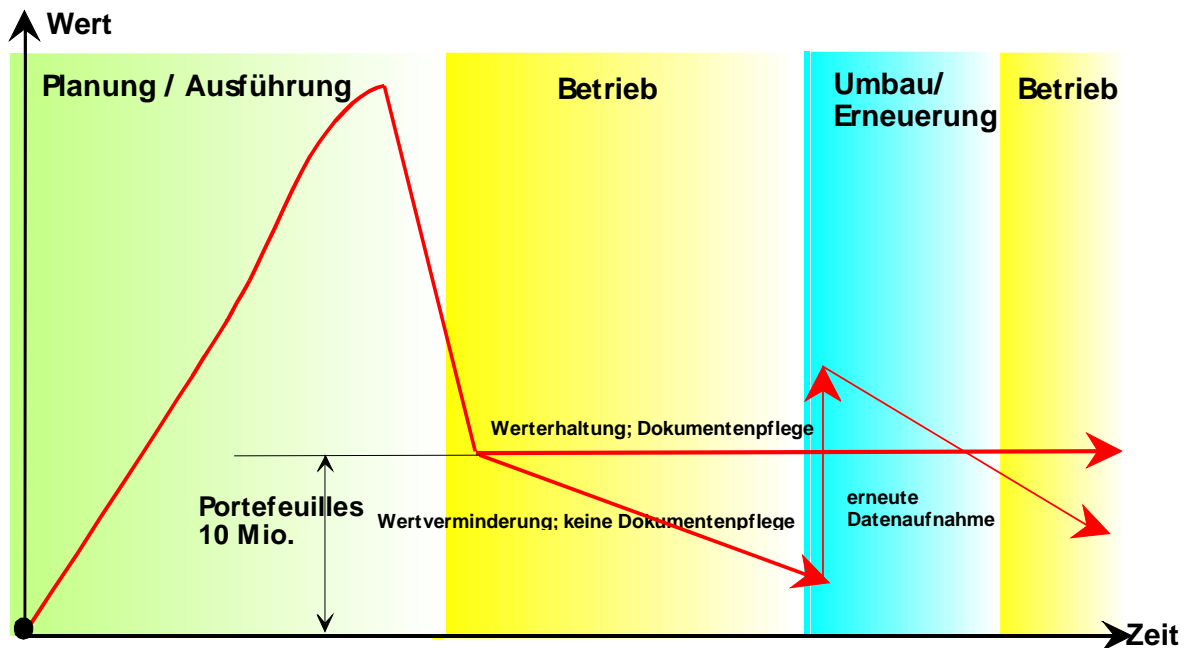 Wert
Planung / Ausführung
Betrieb
Umbau/
Erneuerung
Betrieb
Werterhaltung; Dokumentenpflege
Portefeuilles
10 Mio.
Wertverminderung; keine Dokumentenpflege
erneute
Datenaufnahme
Zeit